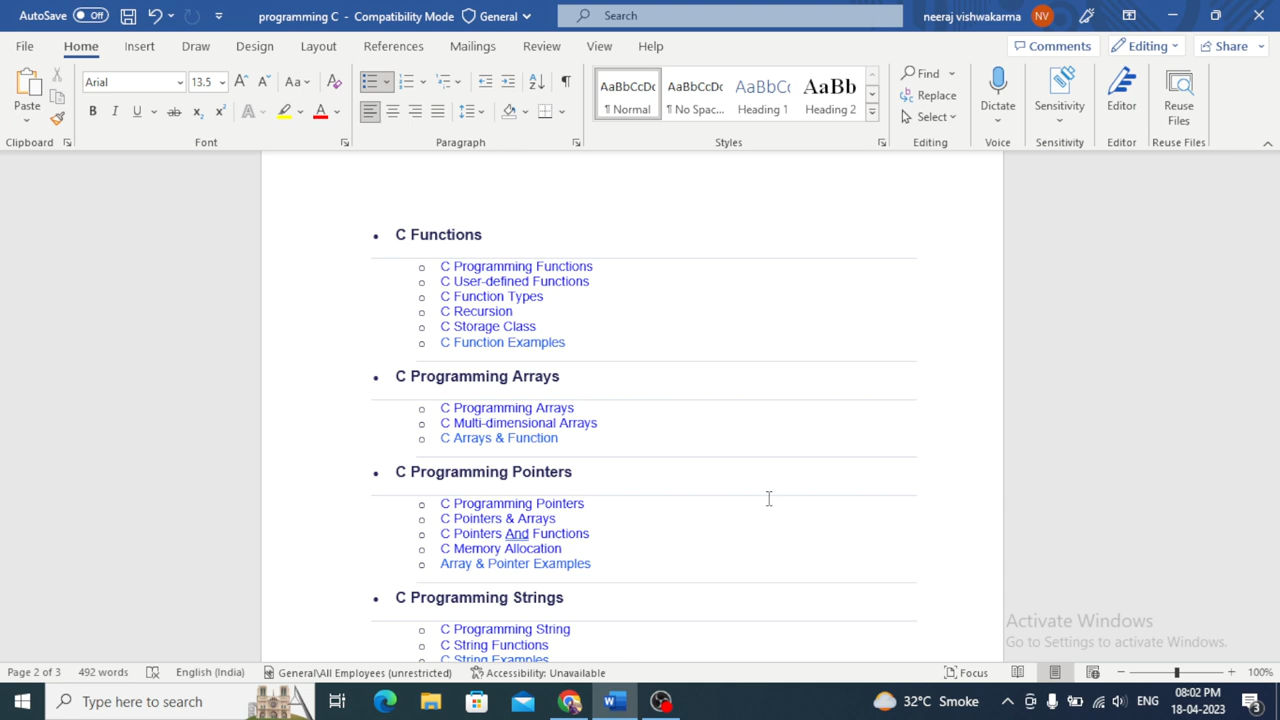 AutoSave Off programming C - Compatibility Mode General Search neeraj vishwakarma NV
File Home Insert Draw Design Layout References Mailings Review View Help Comments Editing Share
Paste Arial 13.5 Aa AaBbCcDc AaBbCcDc AaBbCc AaBb Find Replace Select Dictate Sensitivity Editor Reuse Files
B I U ab x₂ x² A A ¶ Normal ¶ No Spac... Heading 1 Heading 2
Clipboard Font Paragraph Styles Editing Voice Sensitivity Editor Reuse Files
• C Functions
o C Programming Functions
o C User-defined Functions
o C Function Types
o C Recursion
o C Storage Class
o C Function Examples
• C Programming Arrays
o C Programming Arrays
o C Multi-dimensional Arrays
o C Arrays & Function
• C Programming Pointers
o C Programming Pointers
o C Pointers & Arrays
o C Pointers And Functions
o C Memory Allocation
o Array & Pointer Examples
• C Programming Strings
o C Programming String
o C String Functions
o C String Examples
Activate Windows
Go to Settings to activate Windows.
Page 2 of 3 492 words English (India) General\All Employees (unrestricted) Accessibility: Unavailable Focus 100%
Type here to search 32°C Smoke ENG 08:02 PM 18-04-2023 3